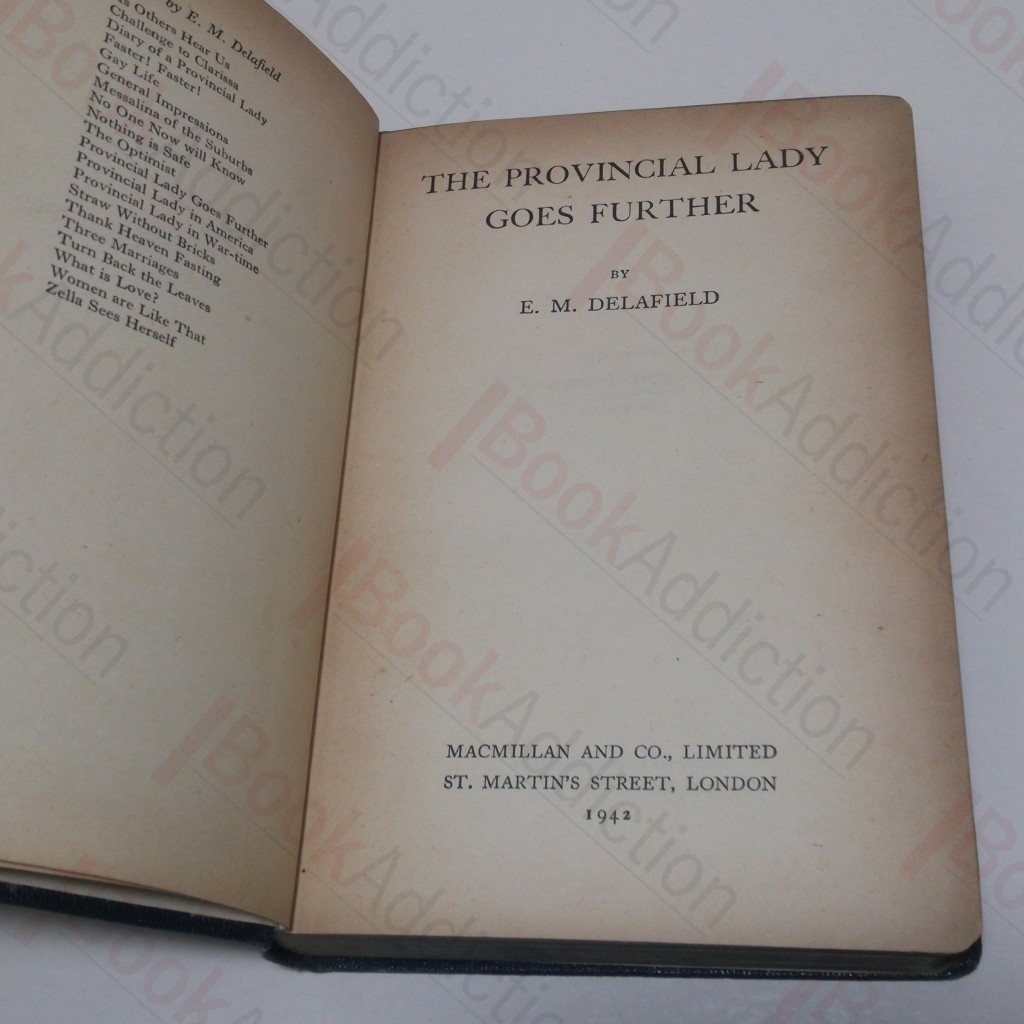 by E. M. Delafield
As Others Hear Us
Challenge to Clarissa
Diary of a Provincial Lady
Faster! Faster!
Gay Life
General Impressions
Messalina of the Suburbs
No One Now will Know
Nothing is Safe
The Optimist
Provincial Lady Goes Further
Provincial Lady in America
Provincial Lady in War-time
Straw Without Bricks
Thank Heaven Fasting
Three Marriages
Turn Back the Leaves
What is Love?
Women are Like That
Zella Sees Herself
THE PROVINCIAL LADY
GOES FURTHER
BY
E. M. DELAFIELD
MACMILLAN AND CO., LIMITED
ST. MARTIN'S STREET, LONDON
1942
BookAddiction